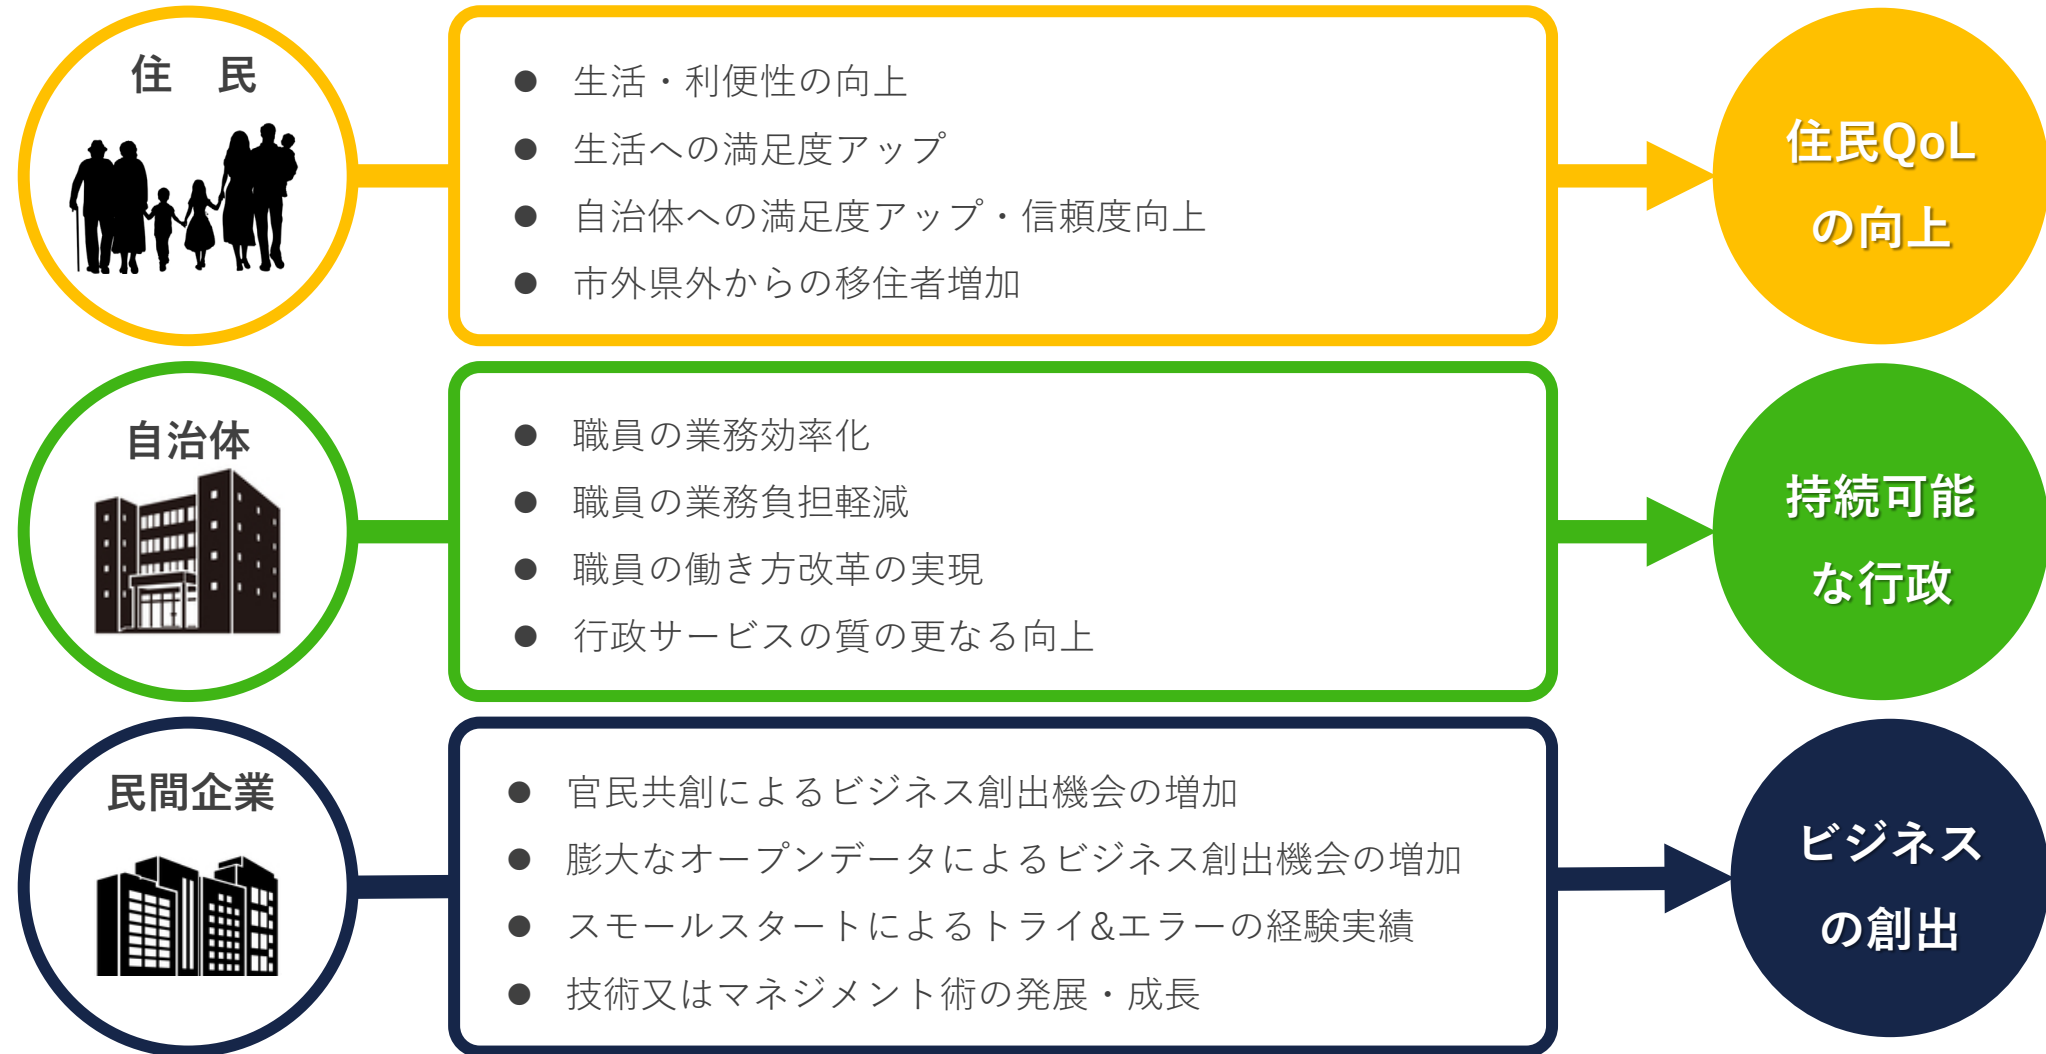 住　民
● 生活・利便性の向上
● 生活への満足度アップ
● 自治体への満足度アップ・信頼度向上
● 市外県外からの移住者増加
住民QoL
の向上
自治体
● 職員の業務効率化
● 職員の業務負担軽減
● 職員の働き方改革の実現
● 行政サービスの質の更なる向上
持続可能
な行政
民間企業
● 官民共創によるビジネス創出機会の増加
● 膨大なオープンデータによるビジネス創出機会の増加
● スモールスタートによるトライ&エラーの経験実績
● 技術又はマネジメント術の発展・成長
ビジネス
の創出